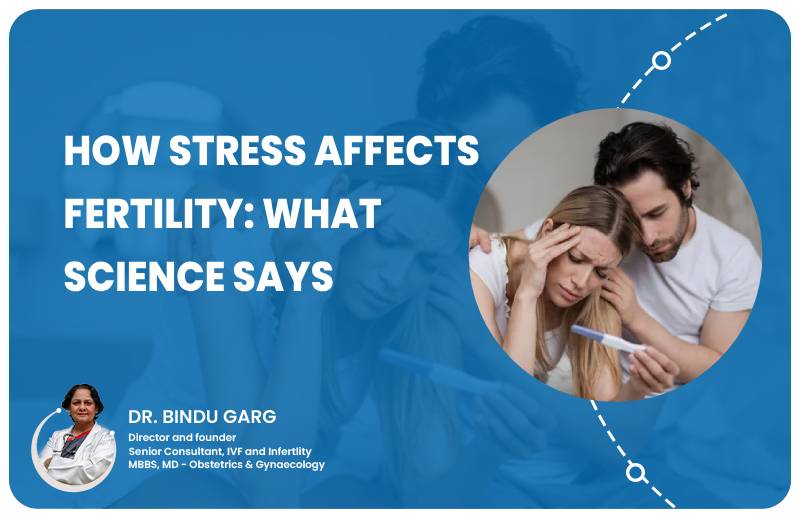 HOW STRESS AFFECTS
FERTILITY: WHAT
SCIENCE SAYS
DR. BINDU GARG
Director and founder
Senior Consultant, IVF and Infertlity
MBBS, MD - Obstetrics & Gynaecology